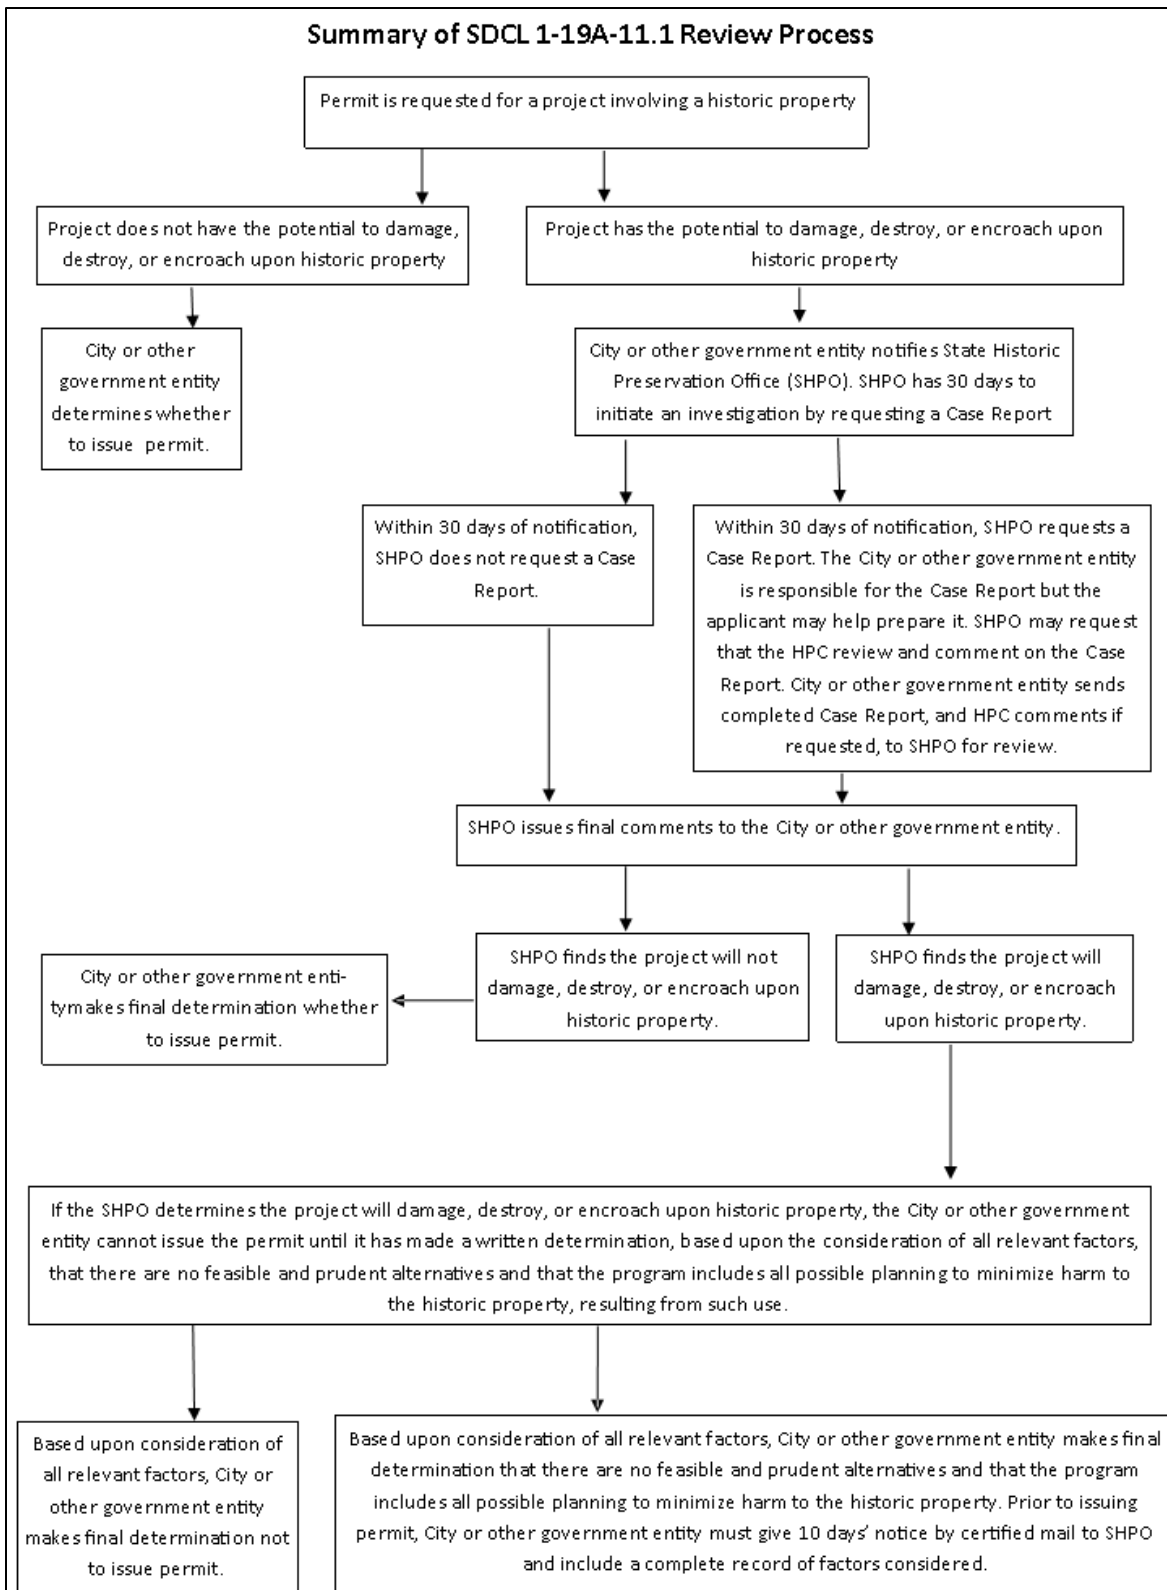 Summary of SDCL 1-19A-11.1 Review Process
Permit is requested for a project involving a historic property
Project does not have the potential to damage,
destroy, or encroach upon historic property
Project has the potential to damage, destroy, or encroach upon
historic property
City or other
government entity
determines whether
to issue permit.
City or other government entity notifies State Historic
Preservation Office (SHPO). SHPO has 30 days to
initiate an investigation by requesting a Case Report
Within 30 days of notification,
SHPO does not request a Case
Report.
Within 30 days of notification, SHPO requests a
Case Report. The City or other government entity
is responsible for the Case Report but the
applicant may help prepare it. SHPO may request
that the HPC review and comment on the Case
Report. City or other government entity sends
completed Case Report, and HPC comments if
requested, to SHPO for review.
SHPO issues final comments to the City or other government entity.
City or other government enti-
tymakes final determination whether
to issue permit.
SHPO finds the project will not
damage, destroy, or encroach upon
historic property.
SHPO finds the project will
damage, destroy, or encroach
upon historic property.
If the SHPO determines the project will damage, destroy, or encroach upon historic property, the City or other government
entity cannot issue the permit until it has made a written determination, based upon the consideration of all relevant factors,
that there are no feasible and prudent alternatives and that the program includes all possible planning to minimize harm to
the historic property, resulting from such use.
Based upon consideration of
all relevant factors, City or
other government entity
makes final determination not
to issue permit.
Based upon consideration of all relevant factors, City or other government entity makes final
determination that there are no feasible and prudent alternatives and that the program
includes all possible planning to minimize harm to the historic property. Prior to issuing
permit, City or other government entity must give 10 days' notice by certified mail to SHPO
and include a complete record of factors considered.